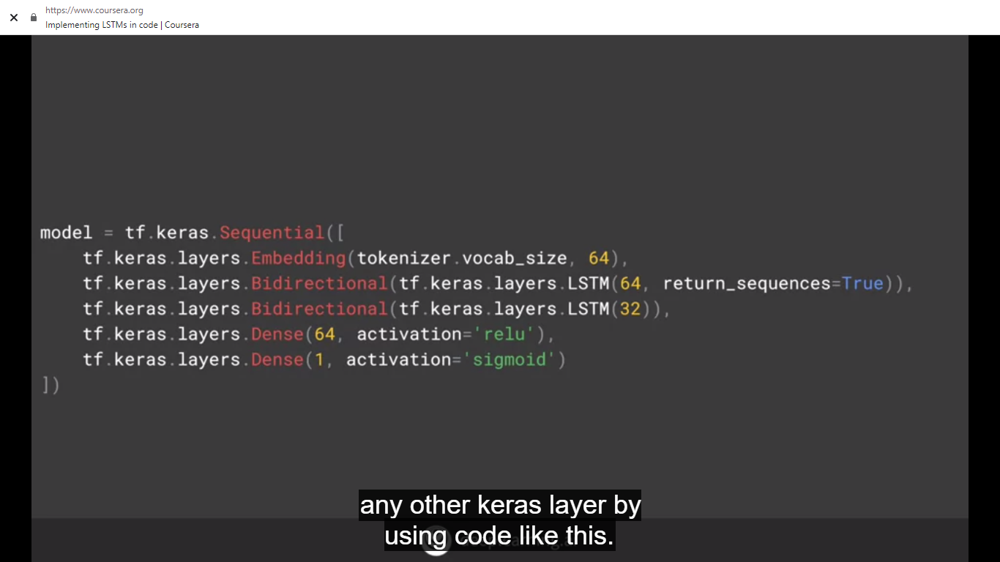 https://www.coursera.org
Implementing LSTMs in code | Coursera
model = tf.keras.Sequential([
    tf.keras.layers.Embedding(tokenizer.vocab_size, 64),
    tf.keras.layers.Bidirectional(tf.keras.layers.LSTM(64, return_sequences=True)),
    tf.keras.layers.Bidirectional(tf.keras.layers.LSTM(32)),
    tf.keras.layers.Dense(64, activation='relu'),
    tf.keras.layers.Dense(1, activation='sigmoid')
])
any other keras layer by
using code like this.